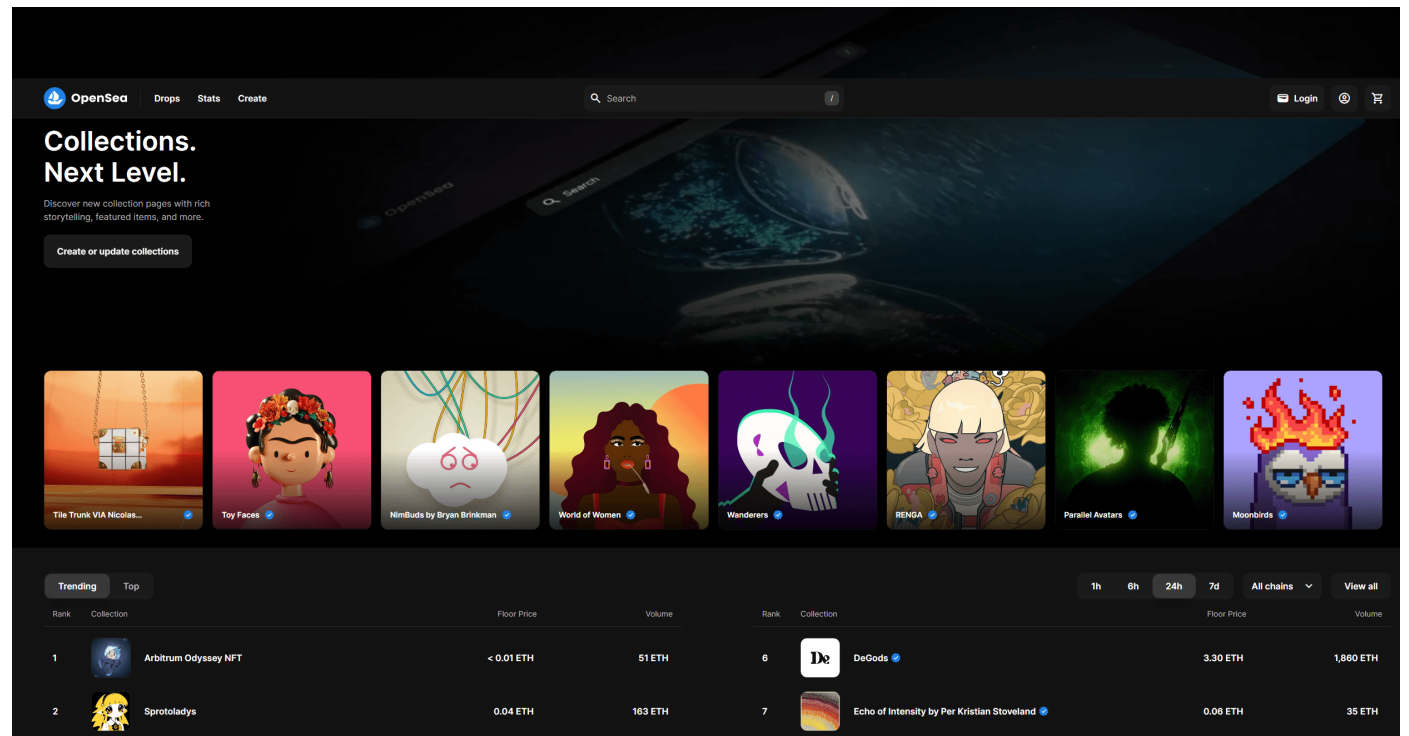 OpenSea
Drops
Stats
Create
Search
/
Login
Collections.
Next Level.
Discover new collection pages with rich
storytelling, featured items, and more.
Create or update collections
OpenSea
Search
/
Tile Trunk VIA Nicolas...
Toy Faces
NimBuds by Bryan Brinkman
World of Women
Wanderers
RENGA
Parallel Avatars
Moonbirds
Trending
Top
1h
6h
24h
7d
All chains
View all
Rank Collection Floor Price Volume
1 Arbitrum Odyssey NFT < 0.01 ETH 51 ETH
2 Sprotoladys 0.04 ETH 163 ETH
Rank Collection Floor Price Volume
6 De DeGods 3.30 ETH 1,860 ETH
7 Echo of Intensity by Per Kristian Stoveland 0.06 ETH 35 ETH